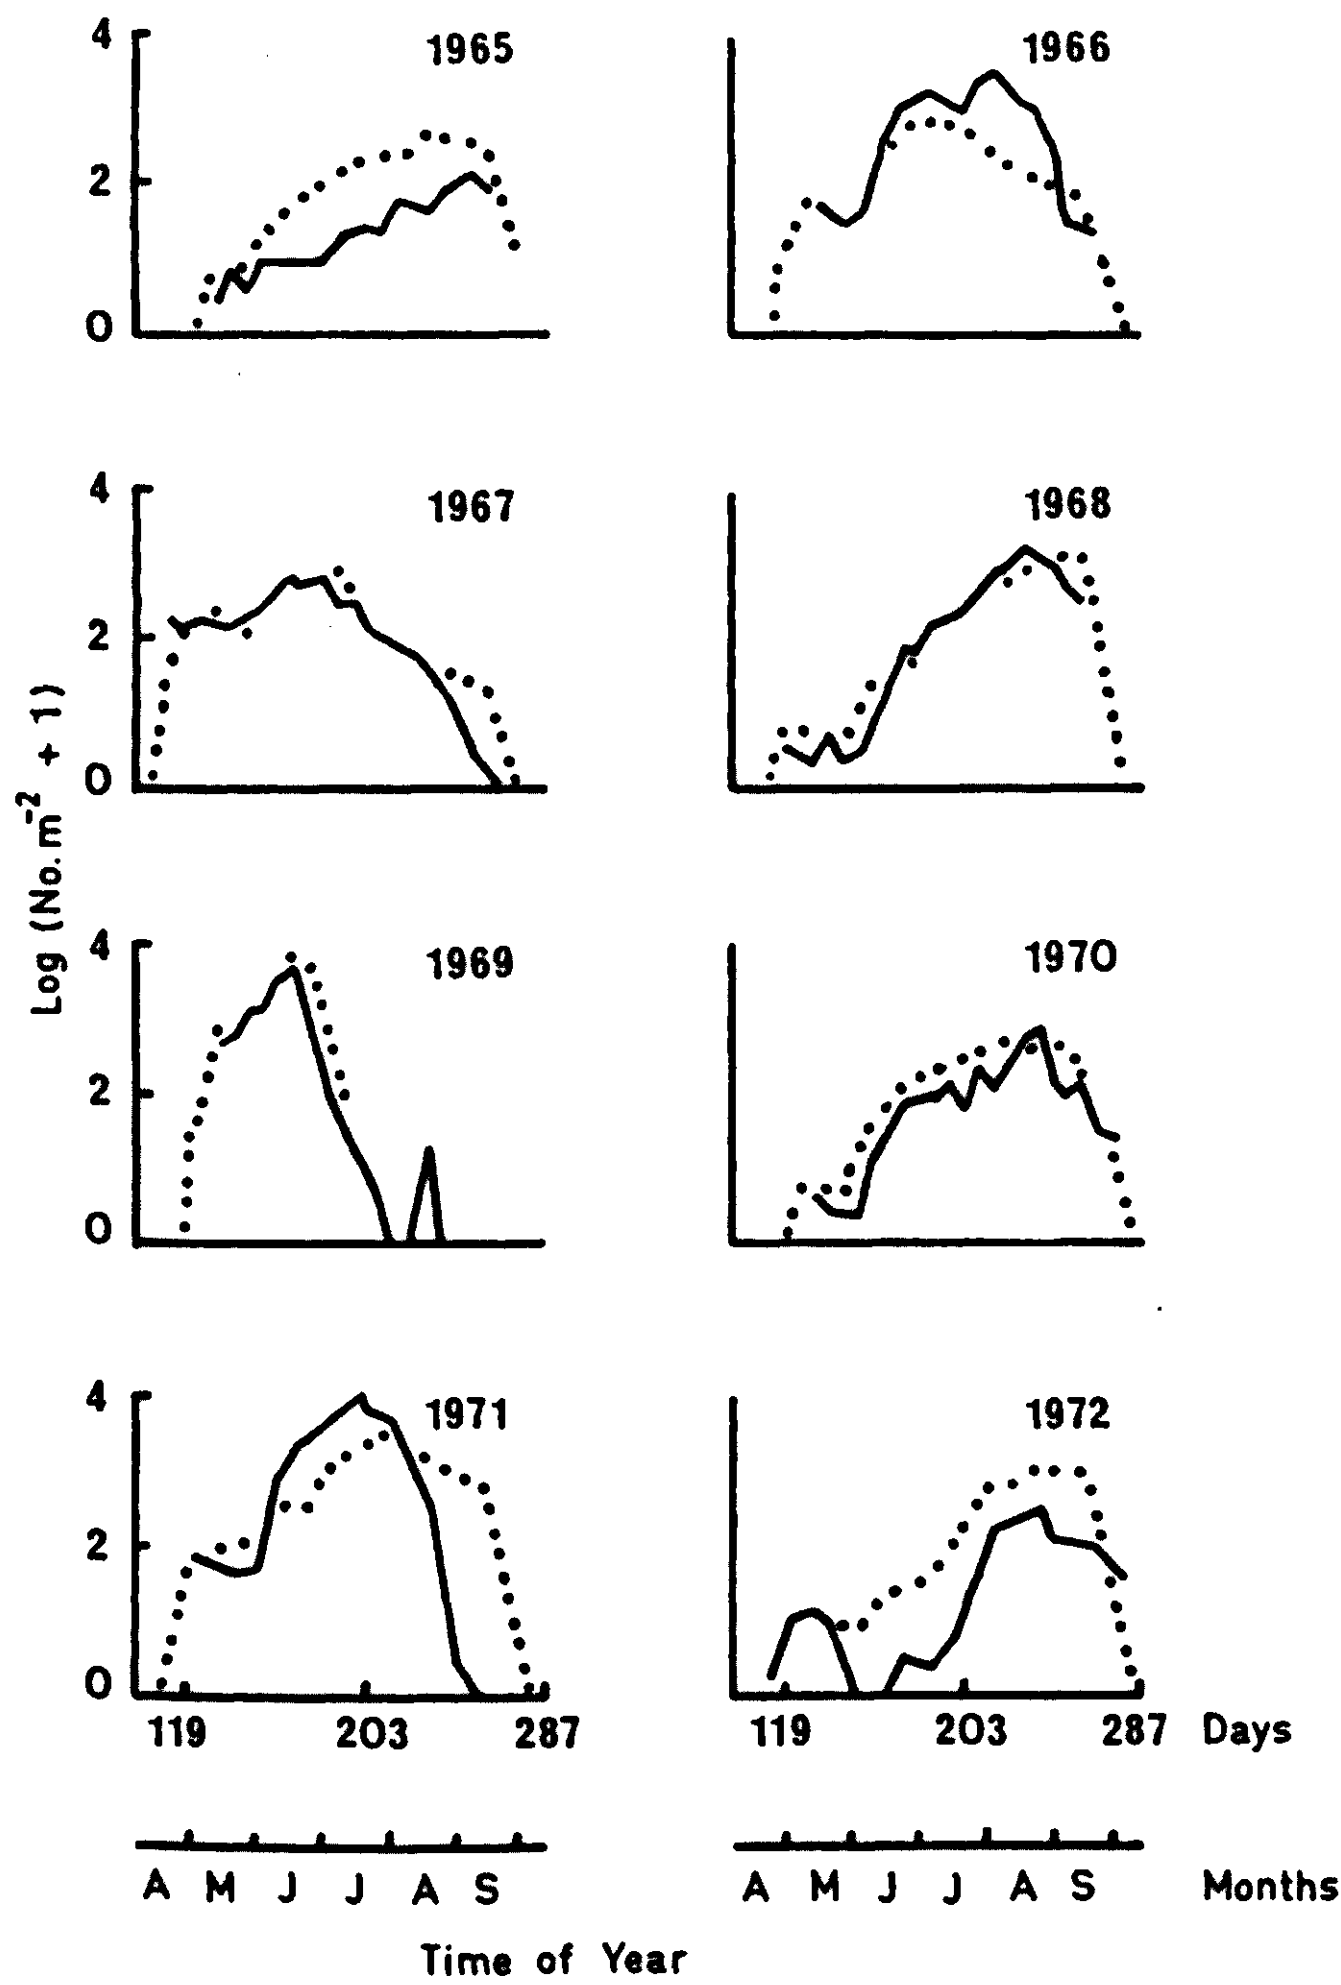 4 1965 1966
2
0
4 1967 1968
2
0
Log (No.m⁻² + 1)
4 1969 1970
2
0
4 1971 1972
2
0
119 203 287 119 203 287 Days
A M J J A S A M J J A S Months
Time of Year